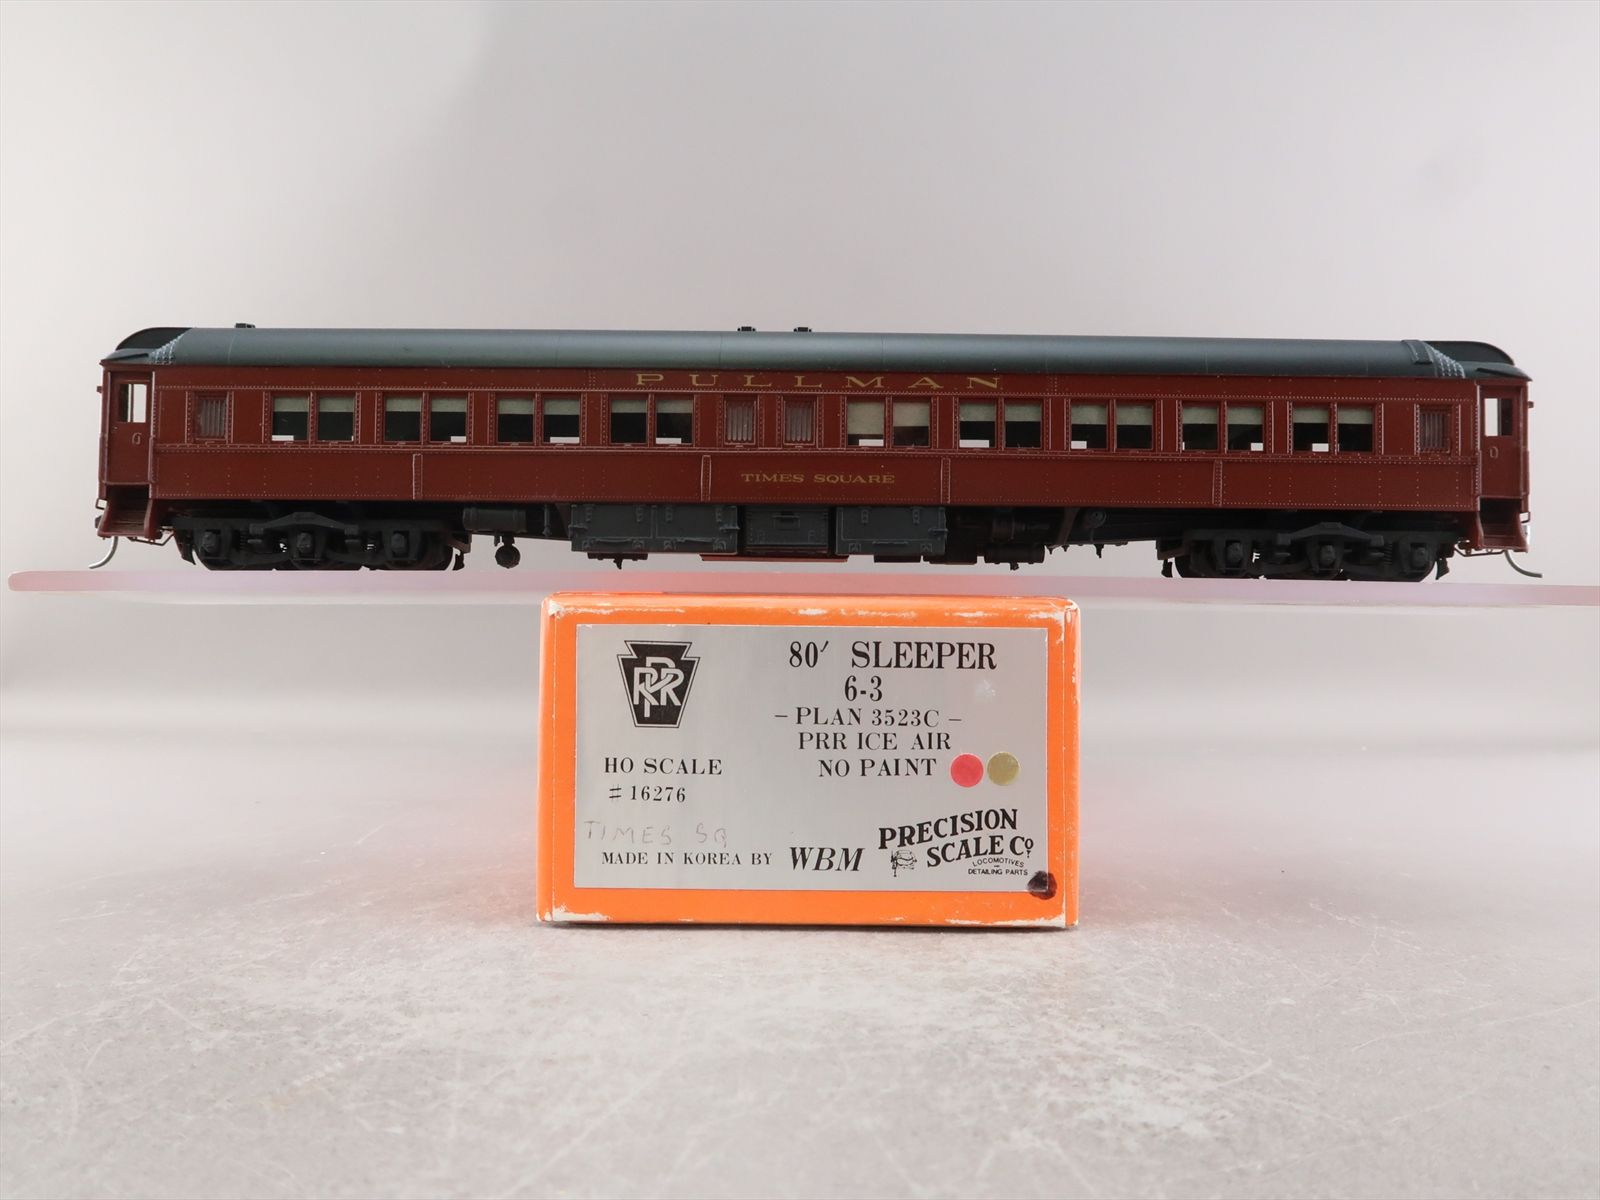 PULLMAN
TIMES SQUARE
PRR
80' SLEEPER
6-3
- PLAN 3523C -
PRR ICE AIR
NO PAINT
HO SCALE
# 16276
TIMES SQ
MADE IN KOREA BY WBM
PRECISION
SCALE CO.
LOCOMOTIVES
AND
DETAILING PARTS